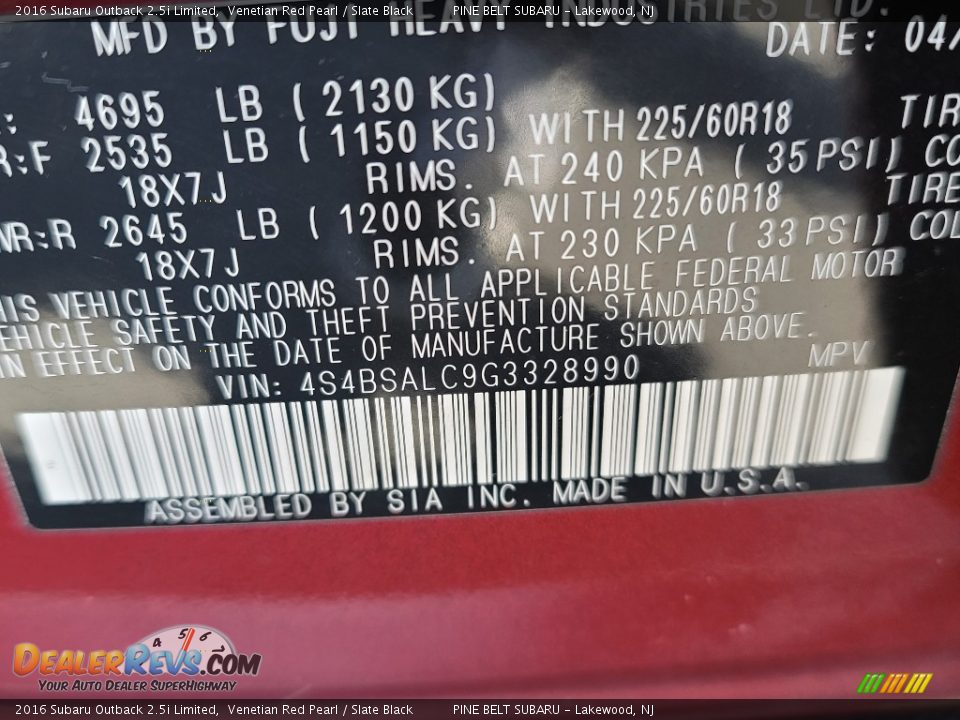 2016 Subaru Outback 2.5i Limited, Venetian Red Pearl / Slate Black PINE BELT SUBARU - Lakewood, NJ
MFD BY FUJI HEAVY INDUSTRIES LTD.
DATE: 04/
: 4695 LB ( 2130 KG)
R:F 2535 LB ( 1150 KG) WITH 225/60R18 TIR
18X7J RIMS. AT 240 KPA ( 35 PSI) CO
WR:R 2645 LB ( 1200 KG) WITH 225/60R18 TIRE
18X7J RIMS. AT 230 KPA ( 33 PSI) COL
HIS VEHICLE CONFORMS TO ALL APPLICABLE FEDERAL MOTOR
EHICLE SAFETY AND THEFT PREVENTION STANDARDS
IN EFFECT ON THE DATE OF MANUFACTURE SHOWN ABOVE.
VIN: 4S4BSALC9G3328990 MPV
ASSEMBLED BY SIA INC. MADE IN U.S.A.
4 5 6
DEALERREVS.COM
YOUR AUTO DEALER SUPERHIGHWAY
2016 Subaru Outback 2.5i Limited, Venetian Red Pearl / Slate Black PINE BELT SUBARU - Lakewood, NJ